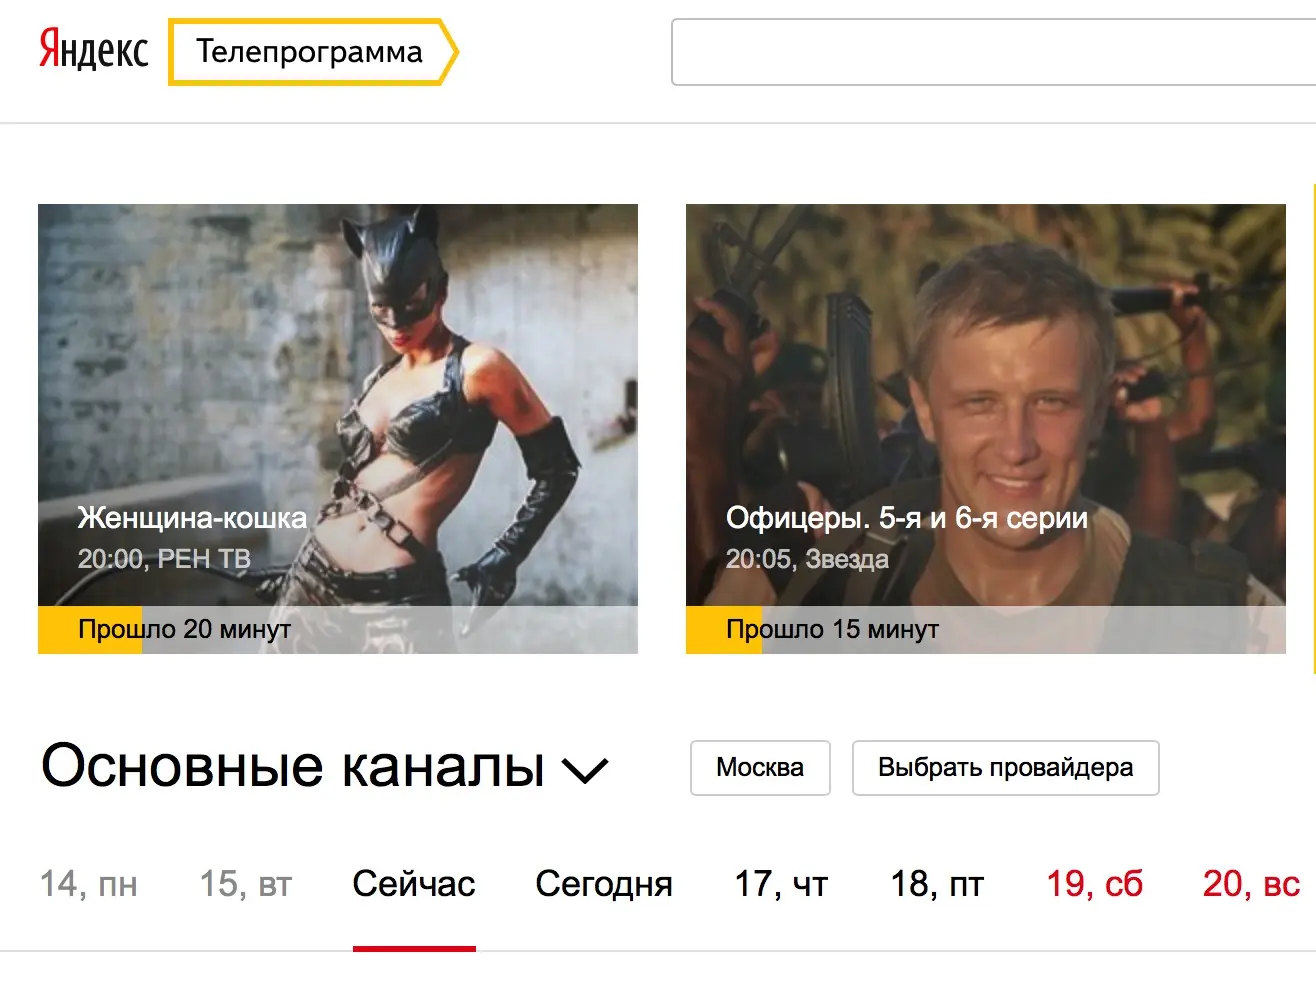 Яндекс Телепрограмма
Женщина-кошка
20:00, РЕН ТВ
Прошло 20 минут
Офицеры. 5-я и 6-я серии
20:05, Звезда
Прошло 15 минут
Основные каналы Москва Выбрать провайдера
14, пн 15, вт Сейчас Сегодня 17, чт 18, пт 19, сб 20, вс